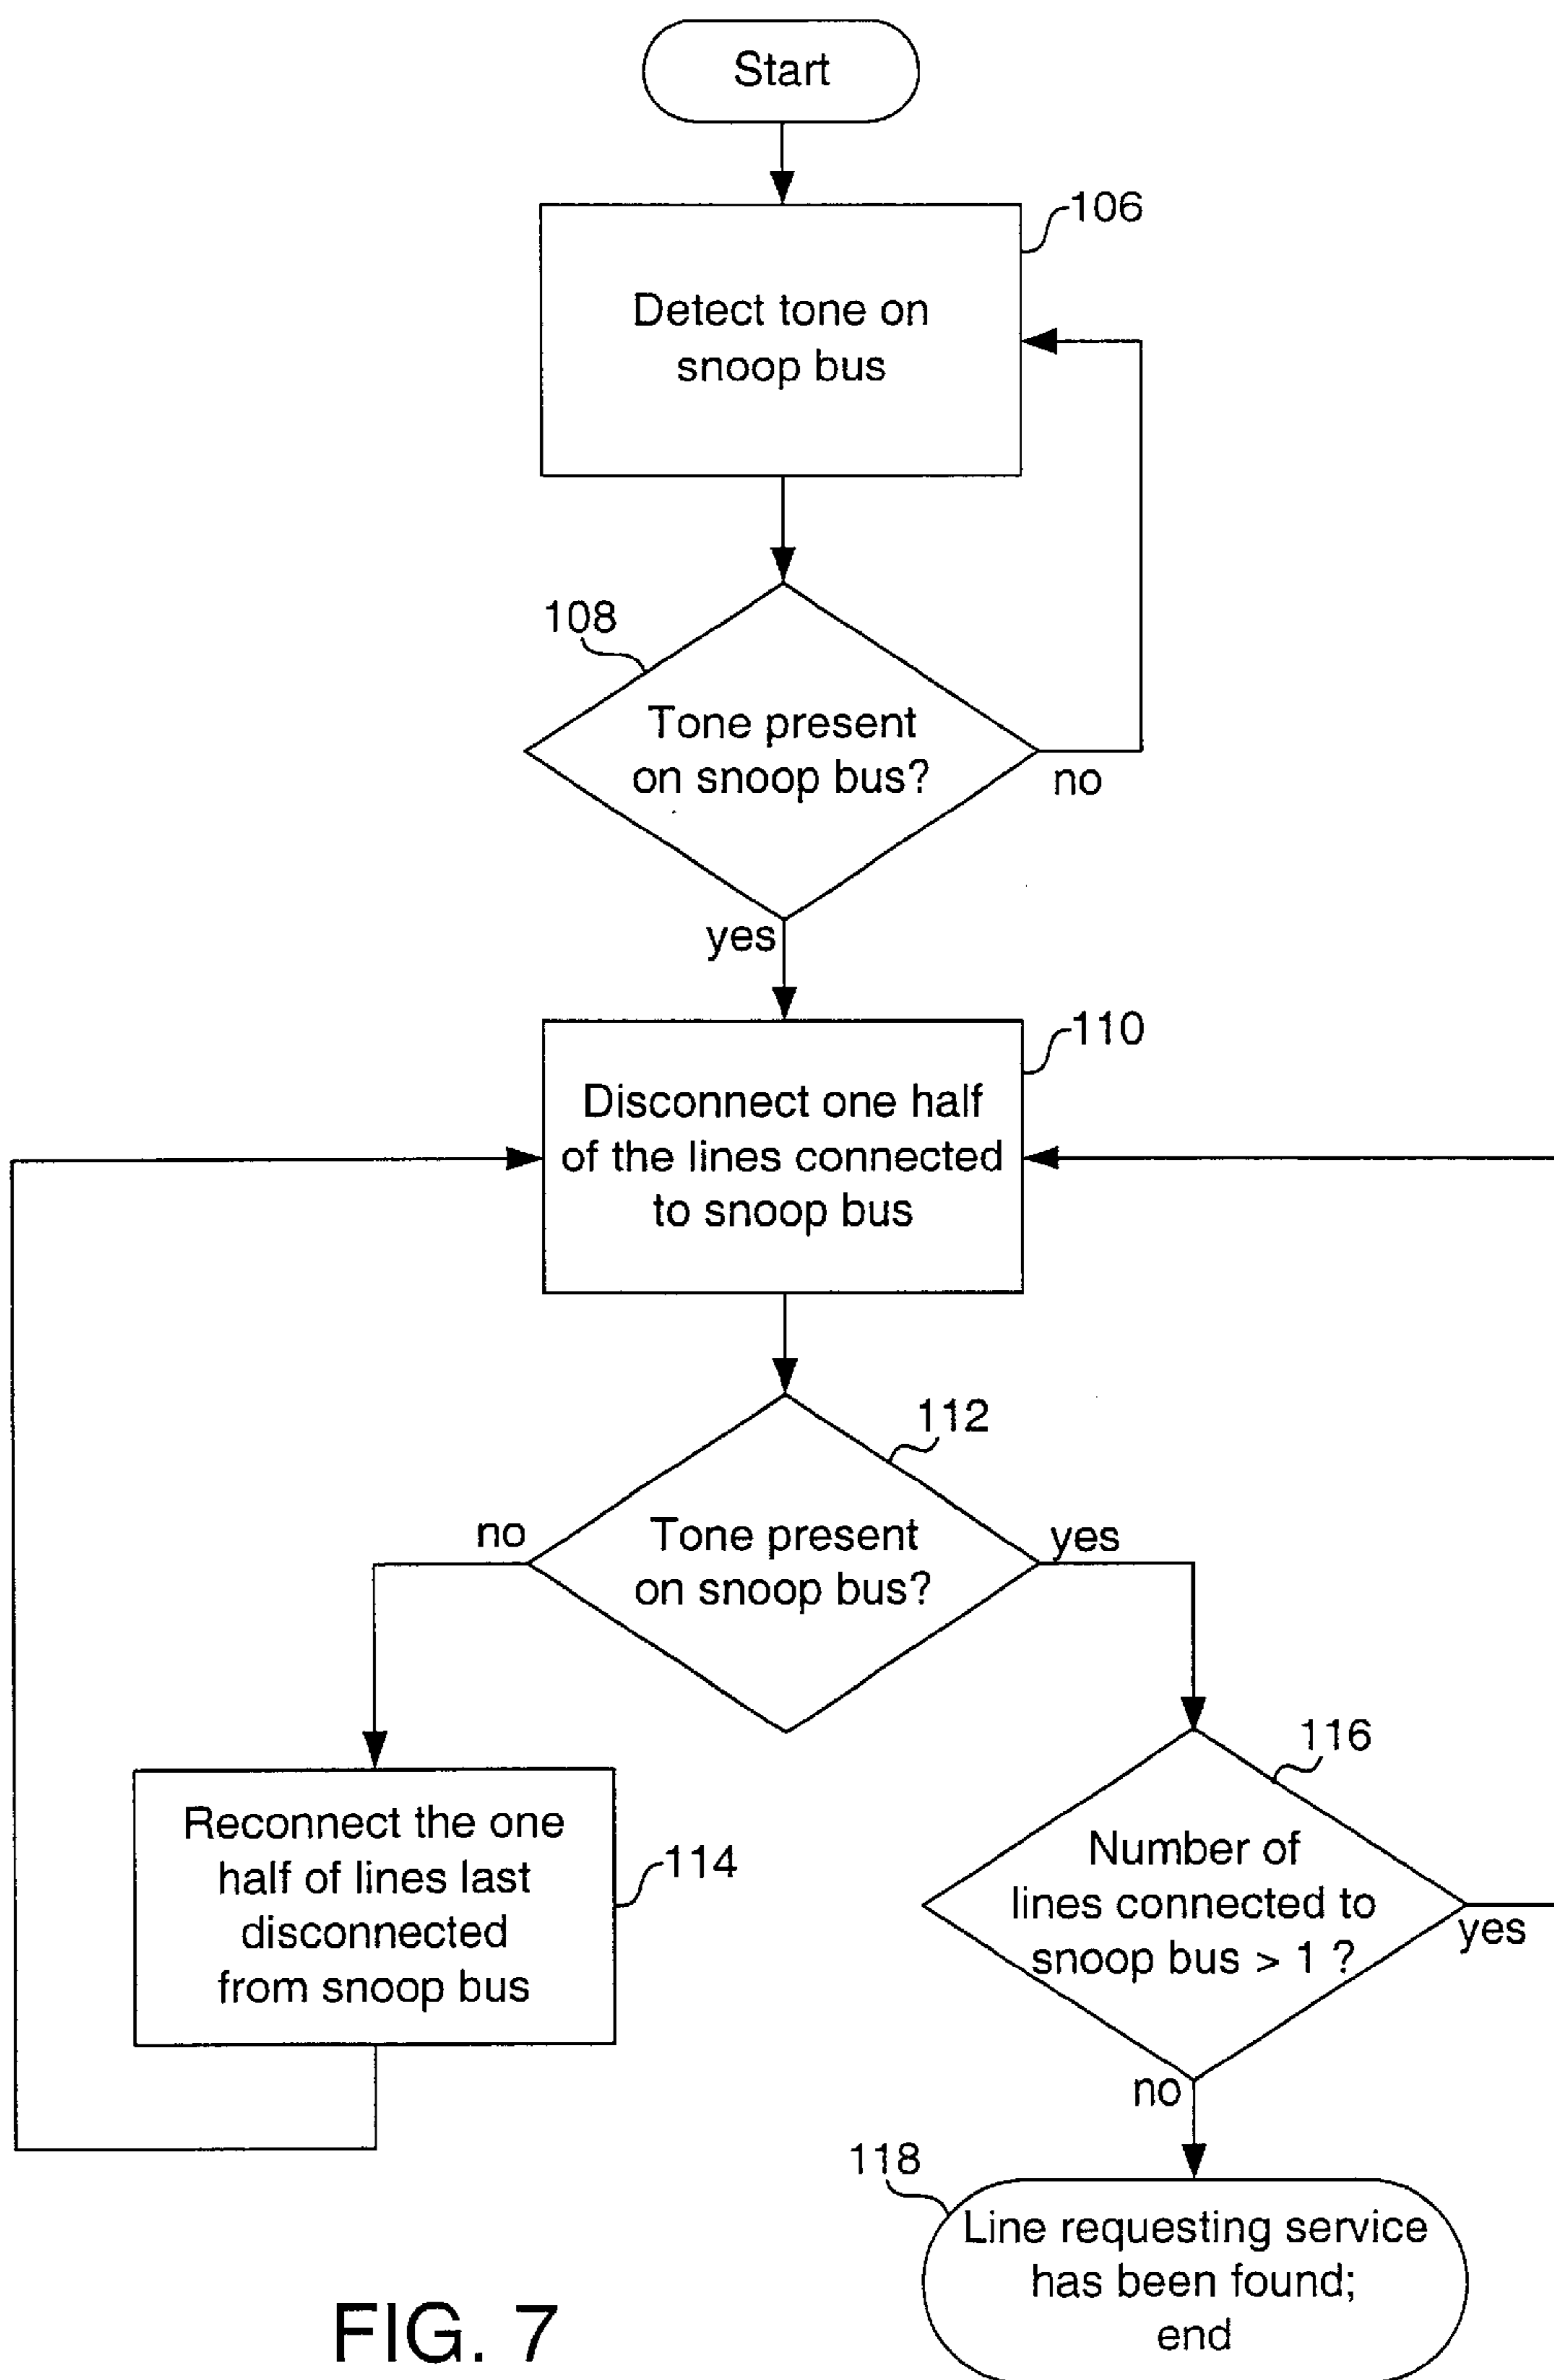 Start
106
Detect tone on
snoop bus
108
Tone present
on snoop bus?
no
yes
110
Disconnect one half
of the lines connected
to snoop bus
112
no
Tone present
on snoop bus?
yes
116
Reconnect the one
half of lines last
disconnected
from snoop bus
114
Number of
lines connected to
snoop bus > 1 ?
yes
no
118
Line requesting service
has been found;
end
FIG. 7